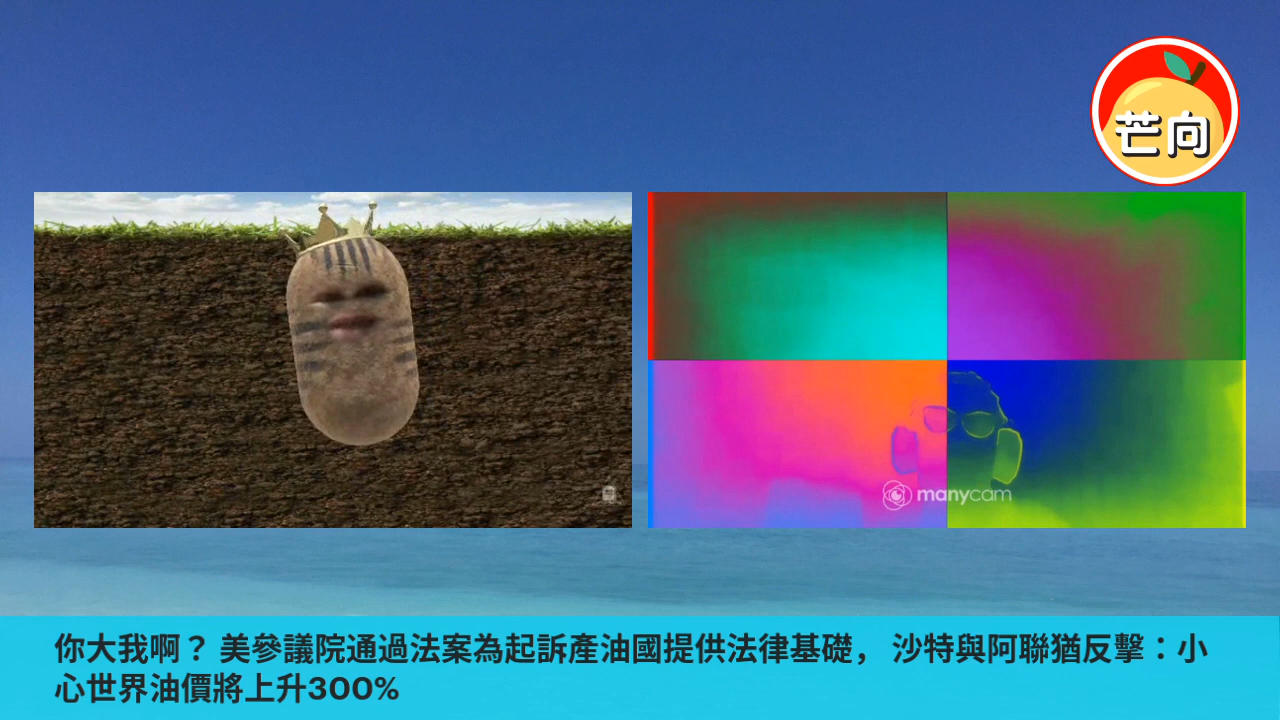 芒向
manycam
你大我啊？ 美參議院通過法案為起訴產油國提供法律基礎， 沙特與阿聯猶反擊：小
心世界油價將上升300%